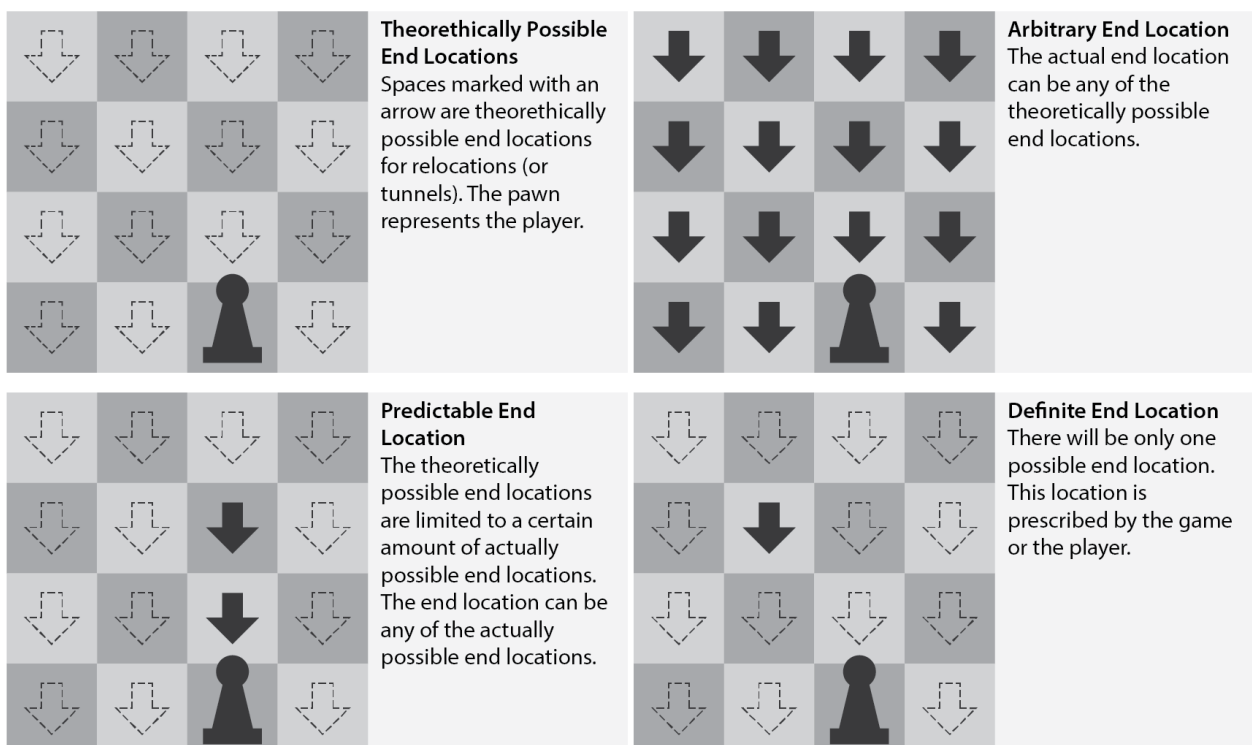 Theorethically Possible
End Locations
Spaces marked with an
arrow are theorethically
possible end locations
for relocations (or
tunnels). The pawn
represents the player.
Arbitrary End Location
The actual end location
can be any of the
theoretically possible
end locations.
Predictable End
Location
The theoretically
possible end locations
are limited to a certain
amount of actually
possible end locations.
The end location can be
any of the actually
possible end locations.
Definite End Location
There will be only one
possible end location.
This location is
prescribed by the game
or the player.